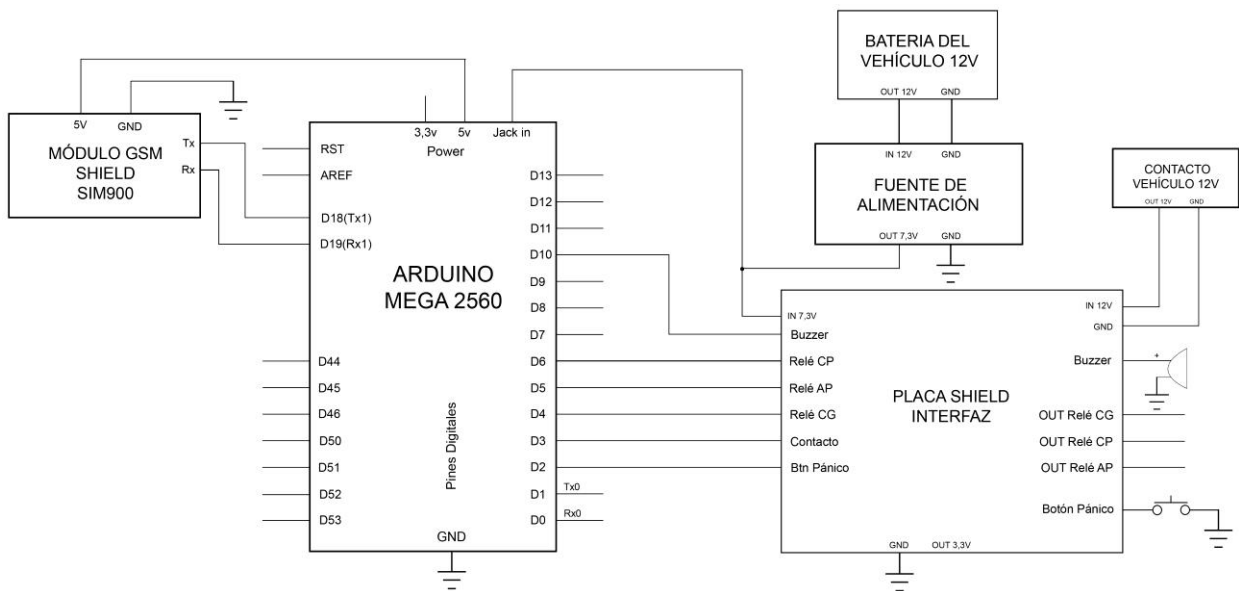 BATERIA DEL
VEHÍCULO 12V
OUT 12V
GND
5V
GND
MÓDULO GSM
SHIELD
SIM900
Tx
Rx
3,3v
5v
Jack in
Power
RST
AREF
D18(Tx1)
D19(Rx1)
ARDUINO
MEGA 2560
D44
D45
D46
D50
D51
D52
D53
Pines Digitales
D13
D12
D11
D10
D9
D8
D7
D6
D5
D4
D3
D2
D1
Tx0
D0
Rx0
GND
IN 12V
GND
FUENTE DE
ALIMENTACIÓN
OUT 7,3V
GND
CONTACTO
VEHÍCULO 12V
OUT 12V
GND
IN 7,3V
Buzzer
Relé CP
Relé AP
Relé CG
Contacto
Btn Pánico
PLACA SHIELD
INTERFAZ
IN 12V
GND
Buzzer
+
OUT Relé CG
OUT Relé CP
OUT Relé AP
Botón Pánico
GND
OUT 3,3V